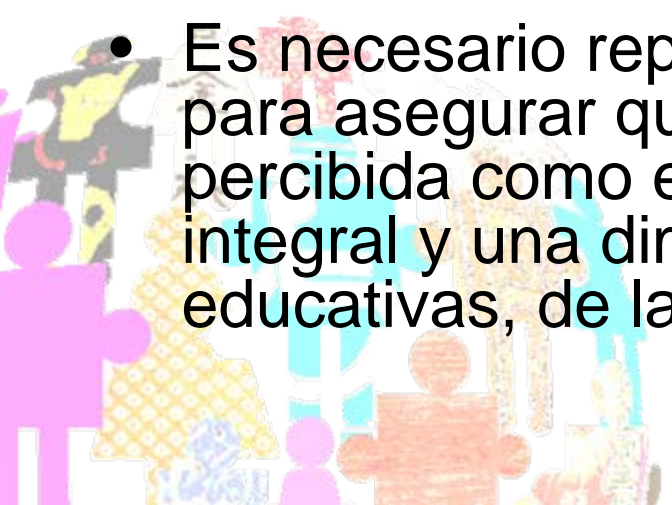 • Es necesario rep
para asegurar qu
percibida como e
integral y una dir
educativas, de la